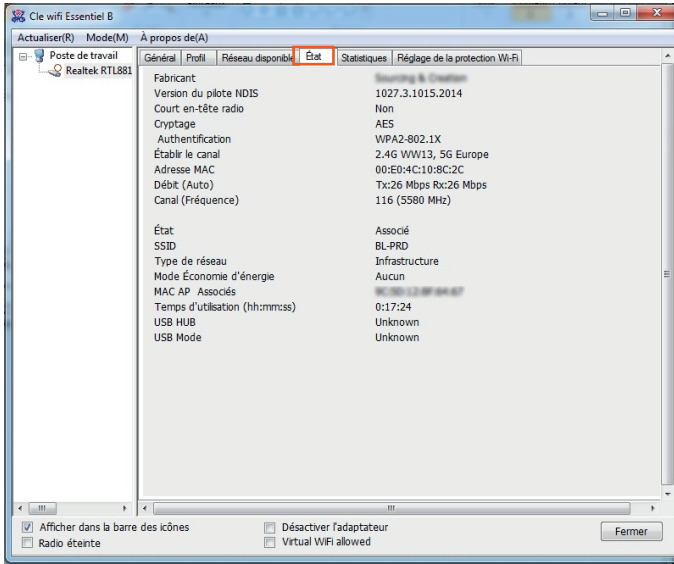 Cle wifi Essentiel B
Actualiser(R) Mode(M) À propos de(A)
Poste de travail
Realtek RTL881
Général Profil Réseau disponible État Statistiques Réglage de la protection Wi-Fi
Fabricant
Version du pilote NDIS 1027.3.1015.2014
Court en-tête radio Non
Cryptage AES
Authentification WPA2-802.1X
Établir le canal 2.4G WW13, 5G Europe
Adresse MAC 00:E0:4C:10:8C:2C
Débit (Auto) Tx:26 Mbps Rx:26 Mbps
Canal (Fréquence) 116 (5580 MHz)
État Associé
SSID BL-PRD
Type de réseau Infrastructure
Mode Économie d'énergie Aucun
MAC AP Associés
Temps d'utilisation (hh:mm:ss) 0:17:24
USB HUB Unknown
USB Mode Unknown
Afficher dans la barre des icônes Désactiver l'adaptateur
Radio éteinte Virtual WiFi allowed
Fermer